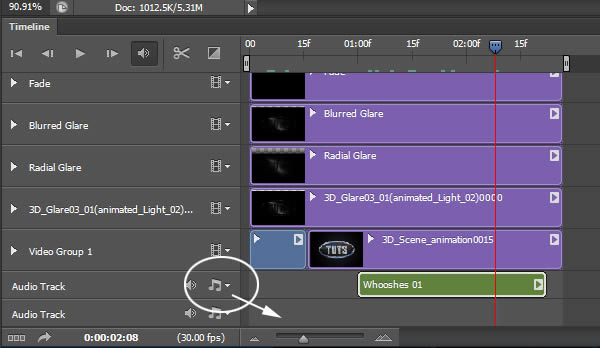 90.91% Doc: 1012.5K/5.31M
Timeline
00 15f 01:00f 15f 02:00f 15f
Fade Fade
Blurred Glare Blurred Glare
Radial Glare Radial Glare
3D_Glare03_01(animated_Light_02)... 3D_Glare03_01(animated_Light_02)0000
Video Group 1 TUTS 3D_Scene_animation0015
Audio Track Whooshes 01
Audio Track
0:00:02:08 (30.00 fps)